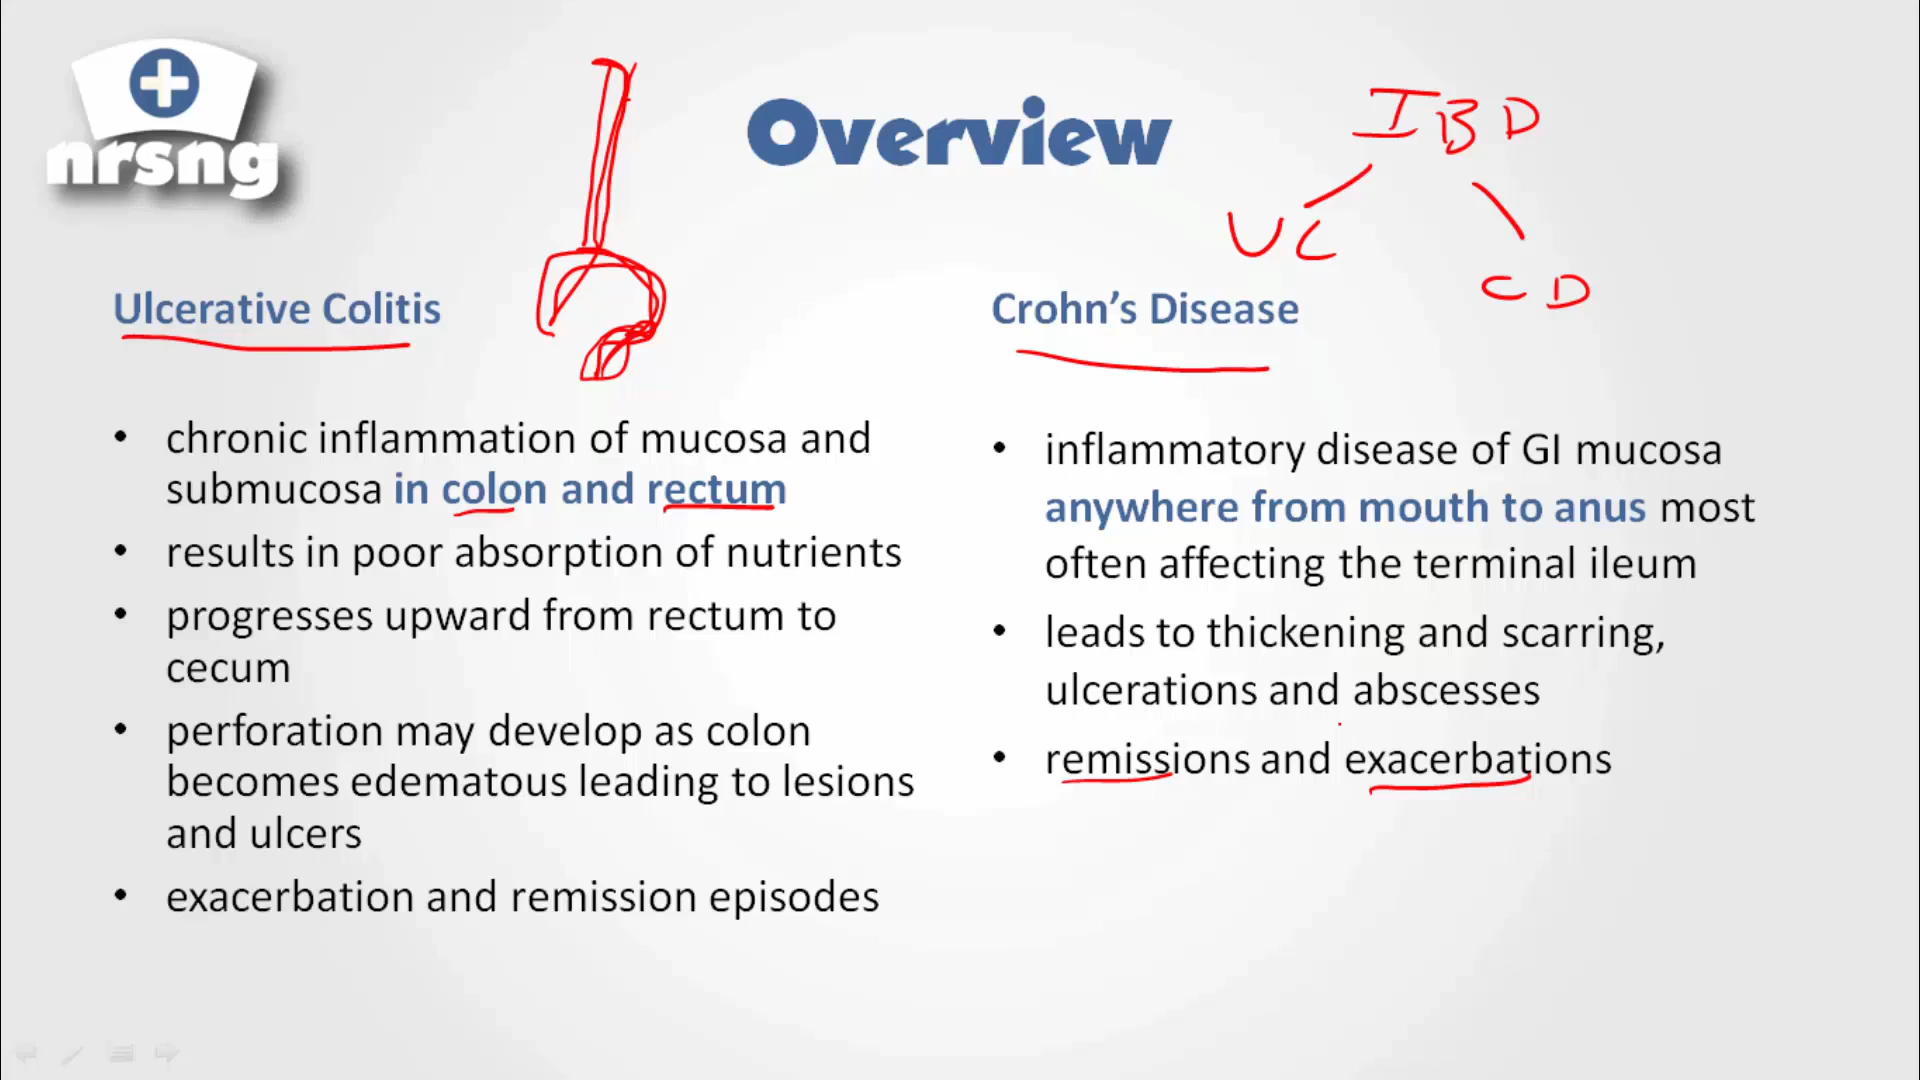 nrsng
Overview
IBD
UC
CD
Ulcerative Colitis
• chronic inflammation of mucosa and
submucosa in colon and rectum
• results in poor absorption of nutrients
• progresses upward from rectum to
cecum
• perforation may develop as colon
becomes edematous leading to lesions
and ulcers
• exacerbation and remission episodes
Crohn’s Disease
• inflammatory disease of GI mucosa
anywhere from mouth to anus most
often affecting the terminal ileum
• leads to thickening and scarring,
ulcerations and abscesses
• remissions and exacerbations